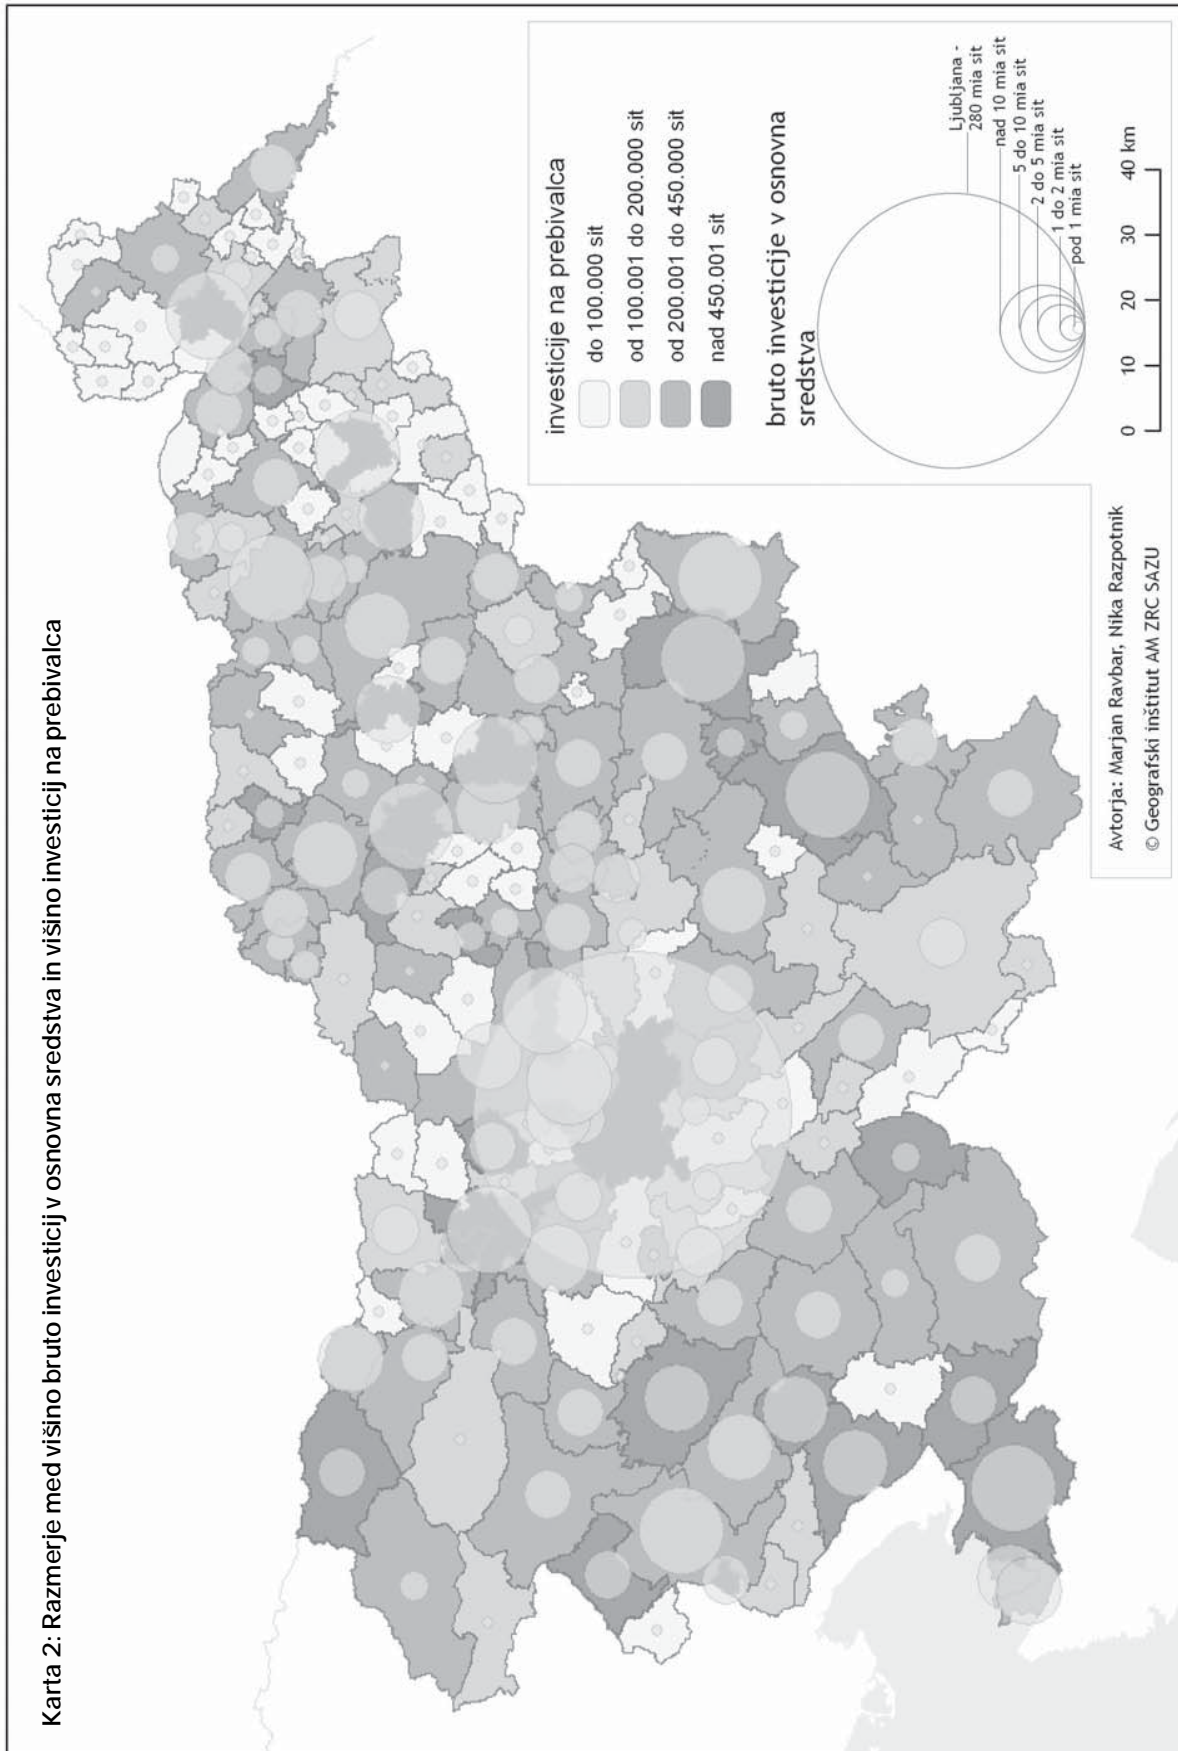 Karta 2: Razmerje med višino bruto investicij v osnovna sredstva in višino investicij na prebivalca
investicije na prebivalca
do 100.000 sit
od 100.001 do 200.000 sit
od 200.001 do 450.000 sit
nad 450.001 sit
bruto investicije v osnovna
sredstva
Ljubljana -
280 mia sit
nad 10 mia sit
5 do 10 mia sit
2 do 5 mia sit
1 do 2 mia sit
pod 1 mia sit
0 10 20 30 40 km
Avtorja: Marjan Ravbar, Nika Razpotnik
© Geografski inštitut AM ZRC SAZU